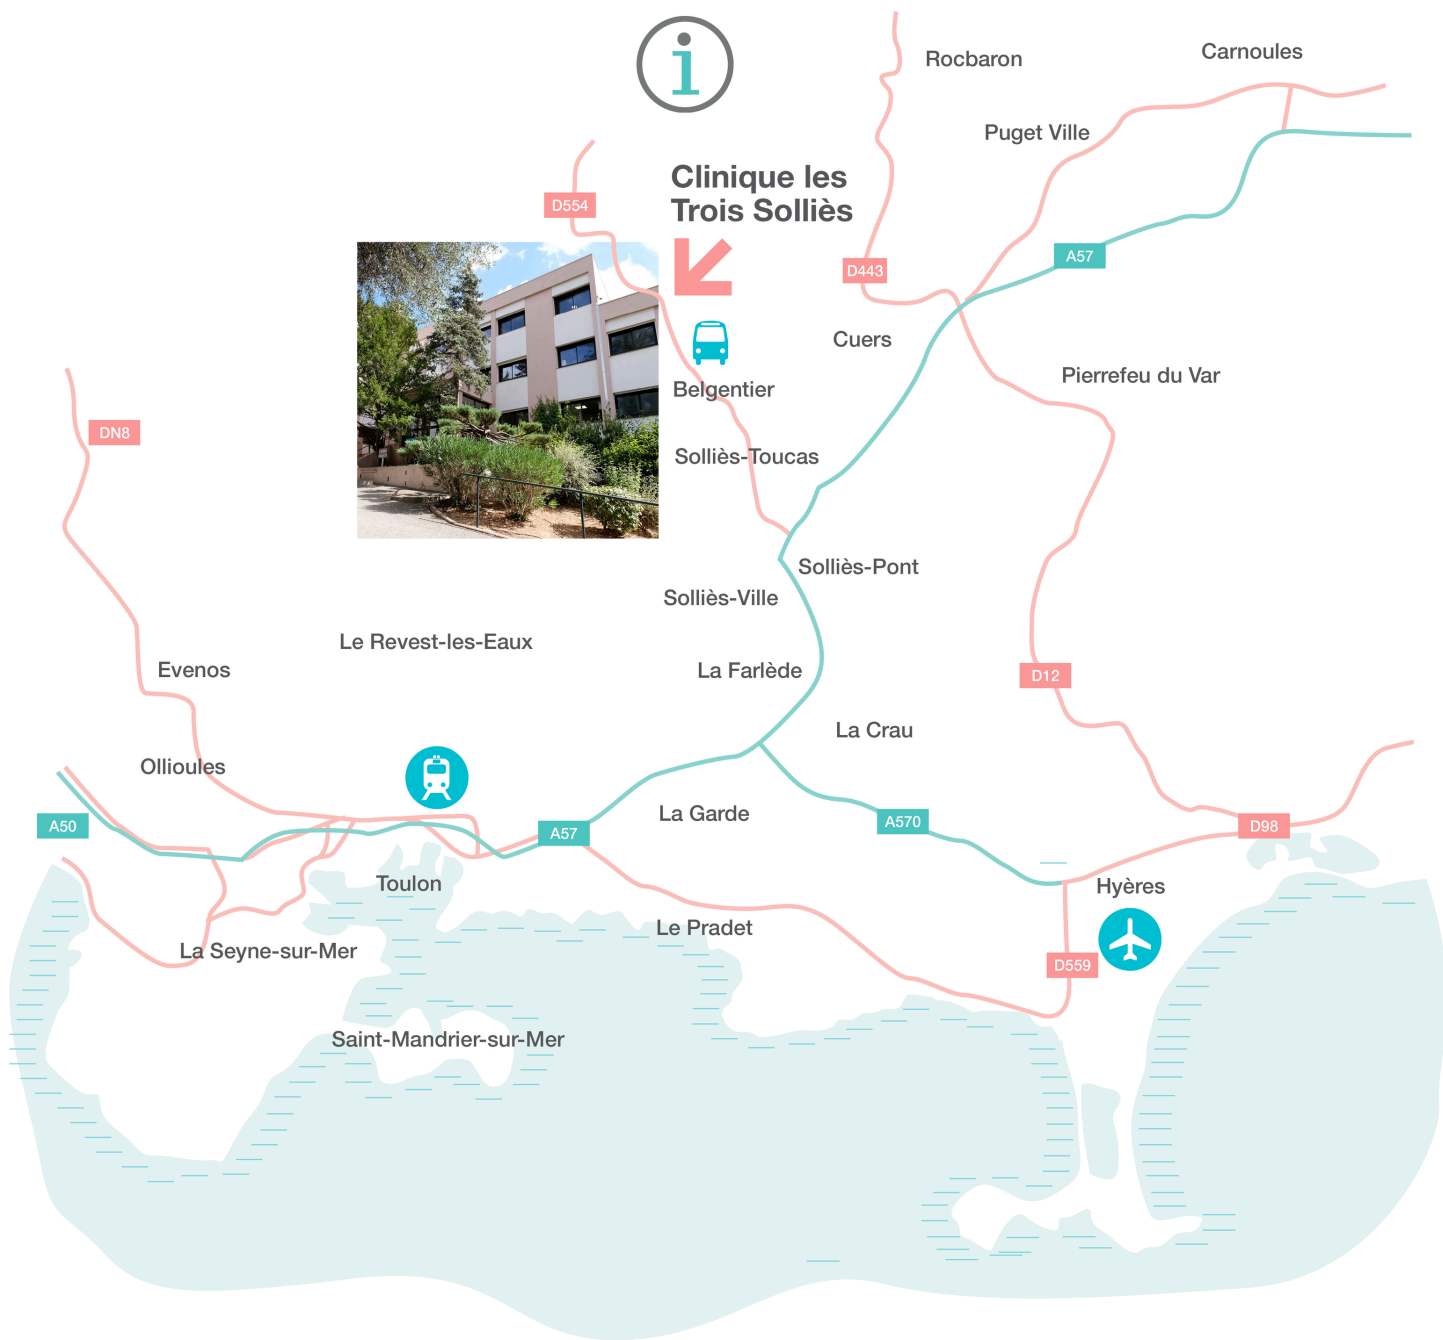 i
Rocbaron
Carnoules
Puget Ville
Clinique les
Trois Solliès
D554
A57
D443
Cuers
Pierrefeu du Var
Belgentier
DN8
Solliès-Toucas
Solliès-Pont
Solliès-Ville
Le Revest-les-Eaux
Evenos
La Farlède
D12
La Crau
Ollioules
La Garde
A570
A50
A57
D98
Toulon
Hyères
Le Pradet
La Seyne-sur-Mer
D559
Saint-Mandrier-sur-Mer